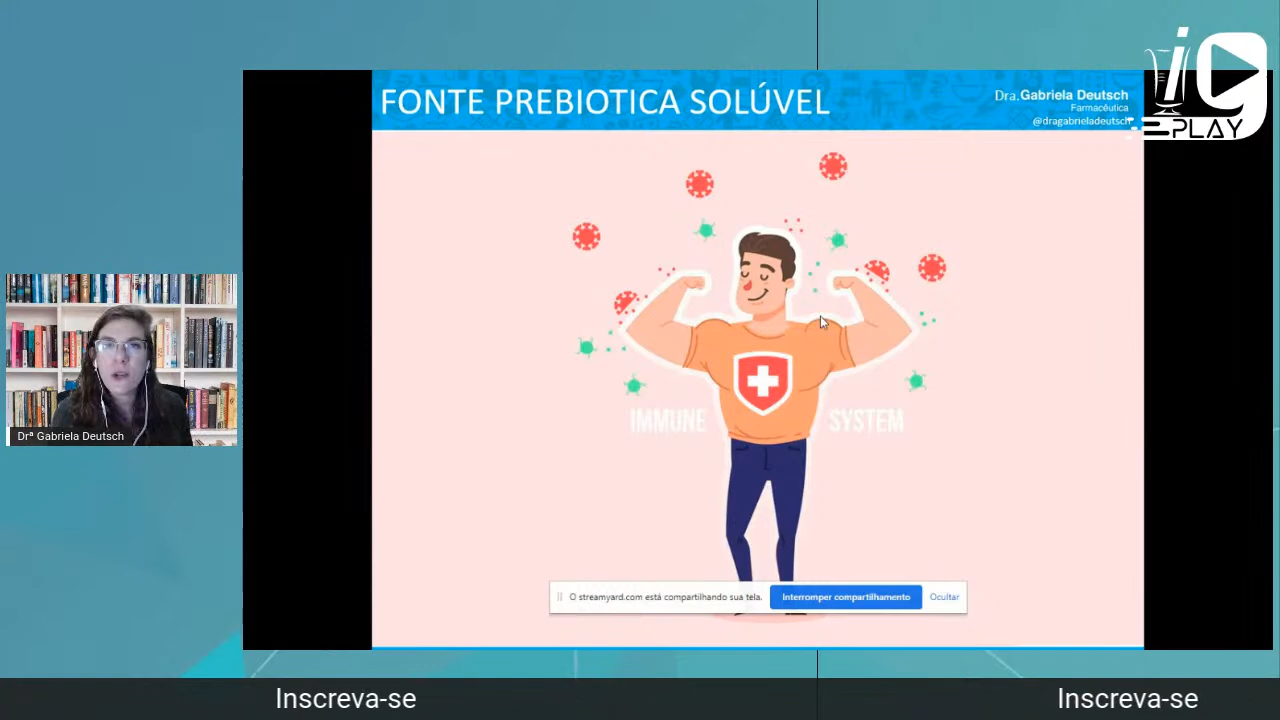 FONTE PREBIOTICA SOLÚVEL
Dra. Gabriela Deutsch
Farmacêutica
@dragabrieladeutsch
iG
PLAY
IMMUNE SYSTEM
Drª Gabriela Deutsch
O streamyard.com está compartilhando sua tela. Interromper compartilhamento Ocultar
Inscreva-se Inscreva-se